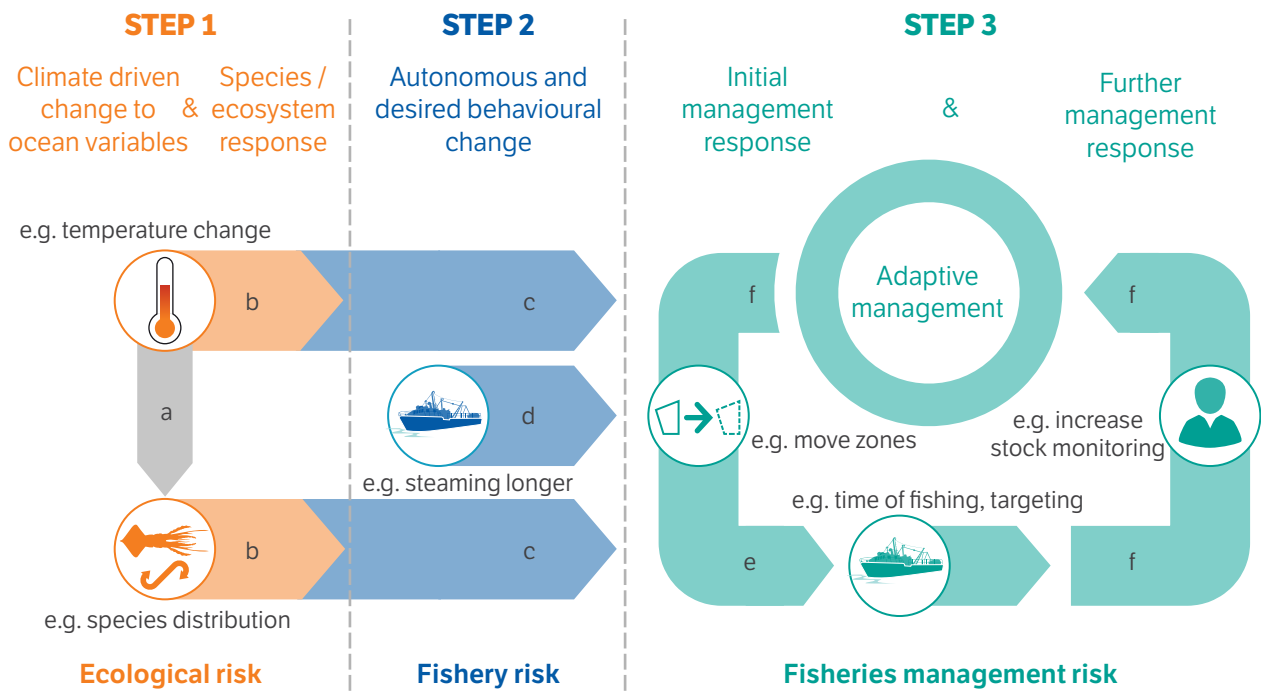 STEP 1
Climate driven
change to
ocean variables
&
Species /
ecosystem
response
e.g. temperature change
b
a
b
e.g. species distribution
Ecological risk
STEP 2
Autonomous and
desired behavioural
change
c
d
e.g. steaming longer
c
Fishery risk
STEP 3
Initial
management
response
&
Further
management
response
f
Adaptive
management
f
e.g. move zones
e.g. increase
stock monitoring
e.g. time of fishing, targeting
e
f
Fisheries management risk